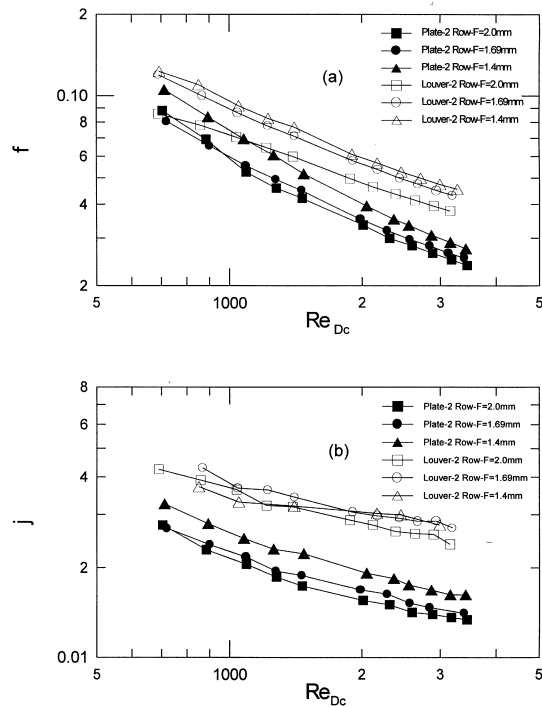 2
Plate-2 Row-F=2.0mm
Plate-2 Row-F=1.69mm
Plate-2 Row-F=1.4mm
Louver-2 Row-F=2.0mm
Louver-2 Row-F=1.69mm
Louver-2 Row-F=1.4mm
(a)
0.10
8
6
4
2
f
5
1000
2
3
5
Re Dc
8
Plate-2 Row-F=2.0mm
Plate-2 Row-F=1.69mm
Plate-2 Row-F=1.4mm
Louver-2 Row-F=2.0mm
Louver-2 Row-F=1.69mm
Louver-2 Row-F=1.4mm
(b)
4
2
0.01
j
5
1000
2
3
5
Re Dc